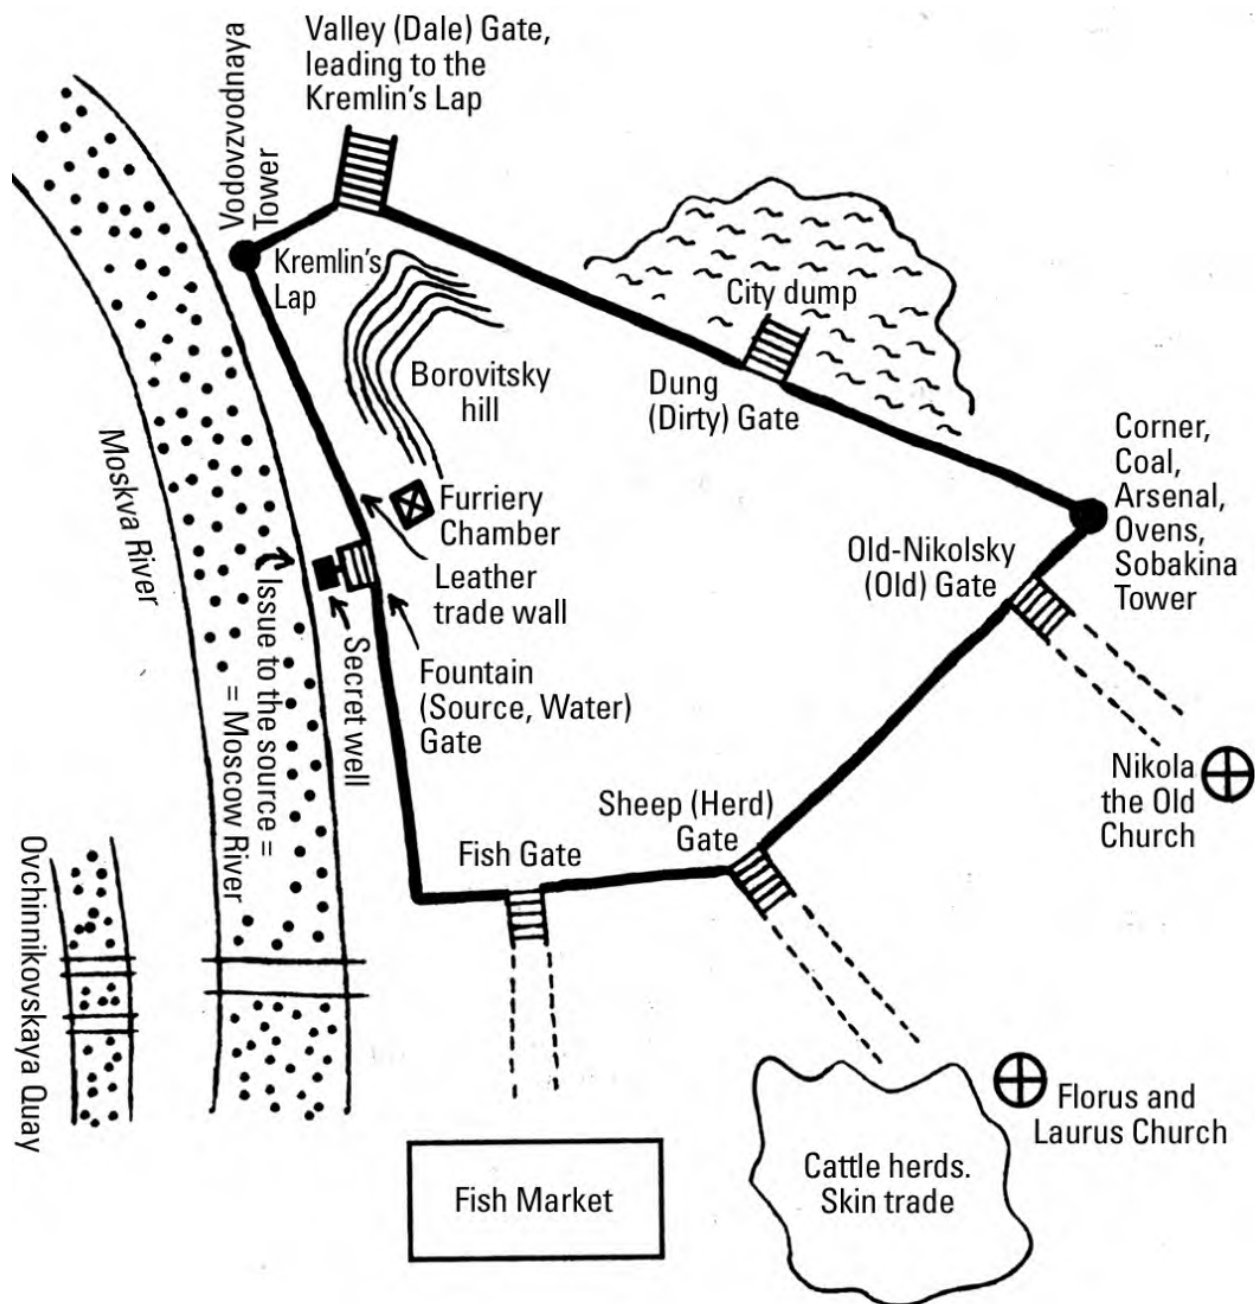 Valley (Dale) Gate,
leading to the
Kremlin's Lap
Vodovzvodnaya
Tower
Kremlin's
Lap
City dump
Borovitsky
hill
Dung
(Dirty) Gate
Corner,
Coal,
Arsenal,
Ovens,
Sobakina
Tower
Moskva River
Furriery
Chamber
Old-Nikolsky
(Old) Gate
Leather
trade wall
Issue to the source =
= Moscow River
Secret well
Fountain
(Source, Water)
Gate
Nikola
the Old
Church
Sheep (Herd)
Gate
Fish Gate
Ovchinnikovskaya Quay
Florus and
Laurus Church
Cattle herds.
Skin trade
Fish Market